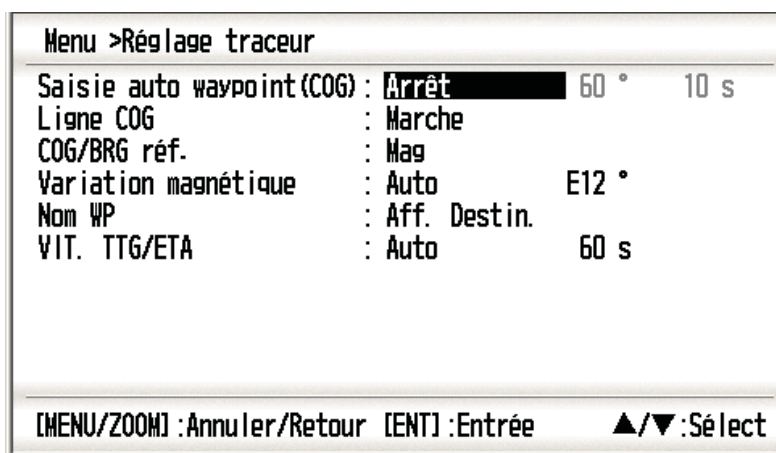 Menu >Réglage traceur
Saisie auto waypoint(COG) : Arrêt 60 ° 10 s
Ligne COG : Marche
COG/BRG réf. : Mag
Variation magnétique : Auto E12 °
Nom WP : Aff. Destin.
VIT. TTG/ETA : Auto 60 s
[MENU/ZOOM] :Annuler/Retour [ENT] :Entrée ▲/▼ :Sélect